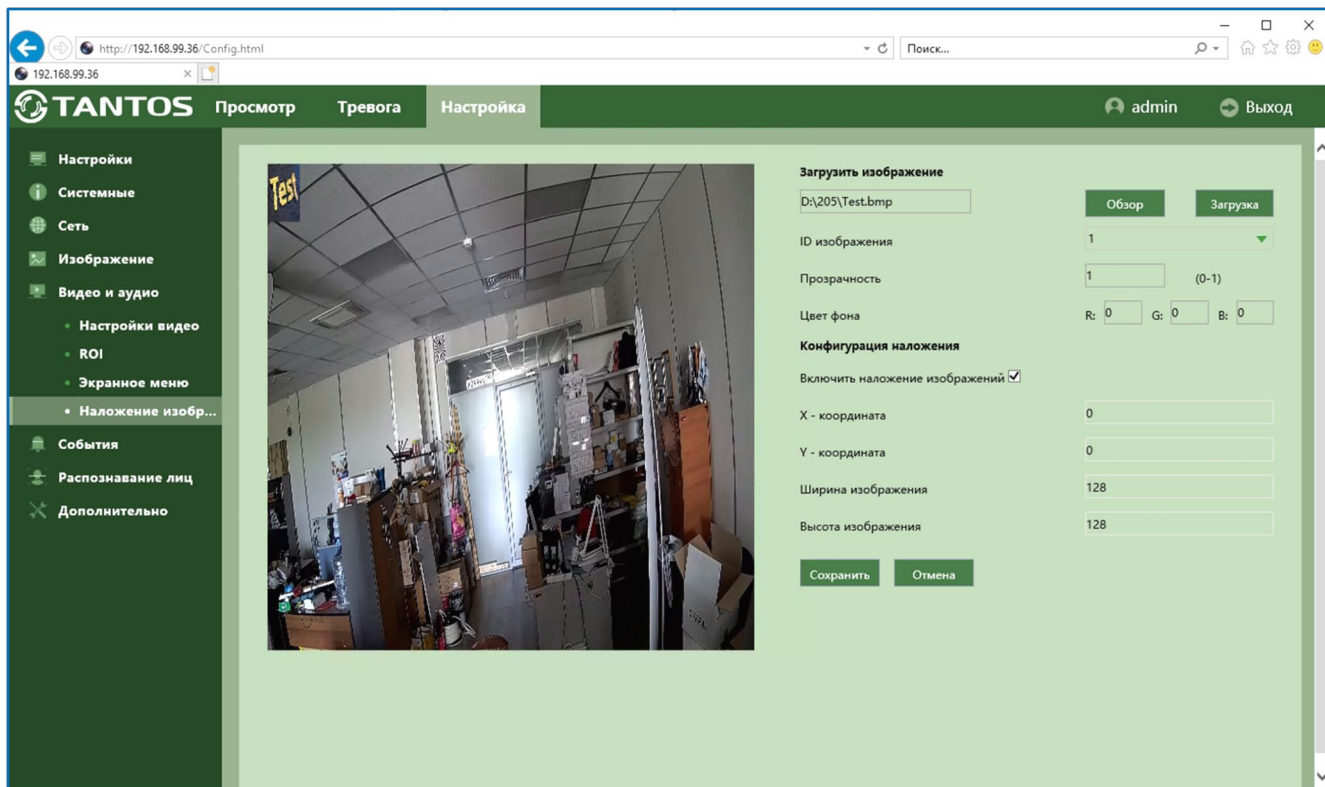 http://192.168.99.36/Config.html
Поиск...
192.168.99.36
TANTOS Просмотр Тревога Настройка admin Выход
Настройки
Системные
Сеть
Изображение
Видео и аудио
Настройки видео
ROI
Экранное меню
Наложение изобр...
События
Распознавание лиц
Дополнительно
Test
Загрузить изображение
D:\205\Test.bmp Обзор Загрузка
ID изображения 1
Прозрачность 1 (0-1)
Цвет фона R: 0 G: 0 B: 0
Конфигурация наложения
Включить наложение изображений
X - координата 0
Y - координата 0
Ширина изображения 128
Высота изображения 128
Сохранить Отмена